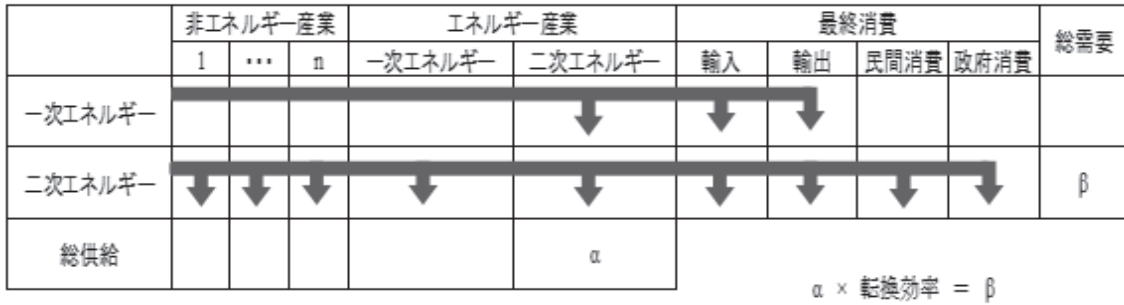 非エネルギー産業 エネルギー産業 最終消費 総需要
1 … n 一次エネルギー 二次エネルギー 輸入 輸出 民間消費 政府消費
一次エネルギー
二次エネルギー β
総供給 α
α × 転換効率 = β